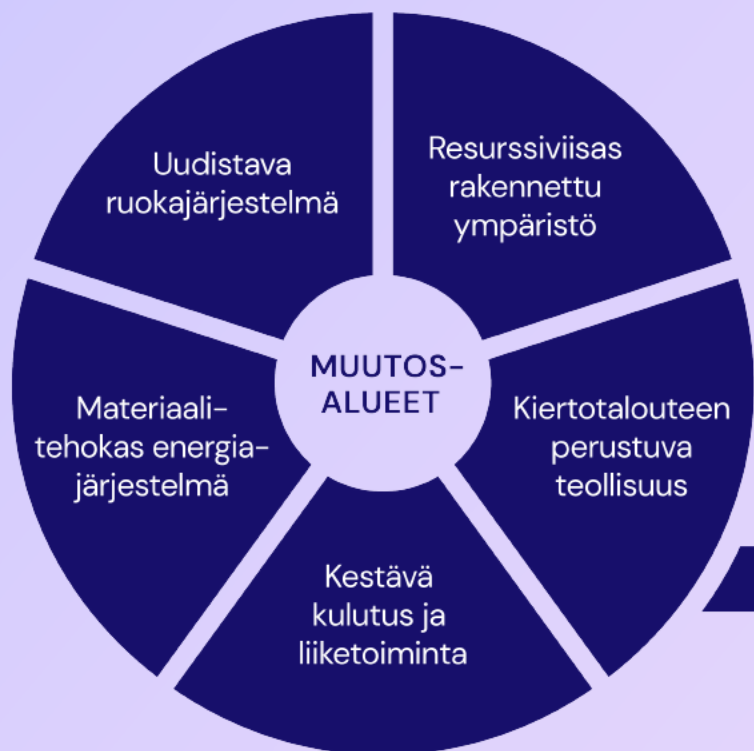 Uudistava
ruokajärjestelmä
Resurssiviisas
rakennettu
ympäristö
MUUTOS-
ALUEET
Materiaali-
tehokas energia-
järjestelmä
Kiertotalouteen
perustuva
teollisuus
Kestävä
kulutus ja
liiketoiminta